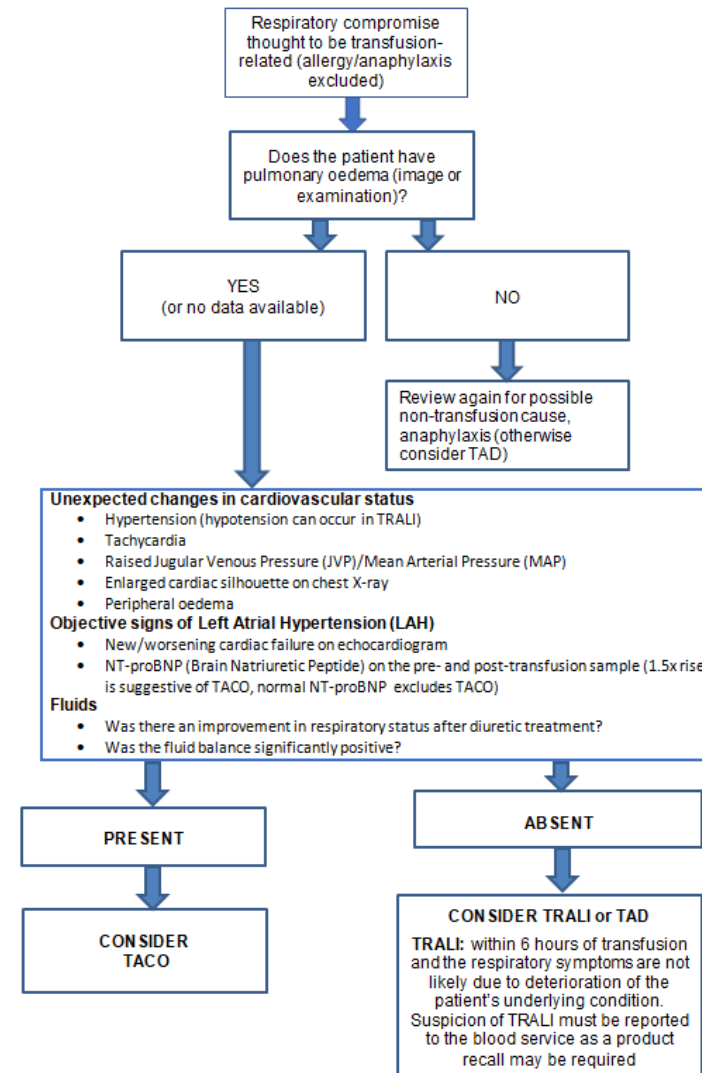 Respiratory compromise
thought to be transfusion-
related (allergy/anaphylaxis
excluded)
Does the patient have
pulmonary oedema (image or
examination)?
YES
(or no data available)
NO
Review again for possible
non-transfusion cause,
anaphylaxis (otherwise
consider TAD)
Unexpected changes in cardiovascular status
• Hypertension (hypotension can occur in TRALI)
• Tachycardia
• Raised Jugular Venous Pressure (JVP)/Mean Arterial Pressure (MAP)
• Enlarged cardiac silhouette on chest X-ray
• Peripheral oedema
Objective signs of Left Atrial Hypertension (LAH)
• New/worsening cardiac failure on echocardiogram
• NT-proBNP (Brain Natriuretic Peptide) on the pre- and post-transfusion sample (1.5x rise
is suggestive of TACO, normal NT-proBNP excludes TACO)
Fluids
• Was there an improvement in respiratory status after diuretic treatment?
• Was the fluid balance significantly positive?
PRESENT
ABSENT
CONSIDER
TACO
CONSIDER TRALI or TAD
TRALI: within 6 hours of transfusion
and the respiratory symptoms are not
likely due to deterioration of the
patient's underlying condition.
Suspicion of TRALI must be reported
to the blood service as a product
recall may be required